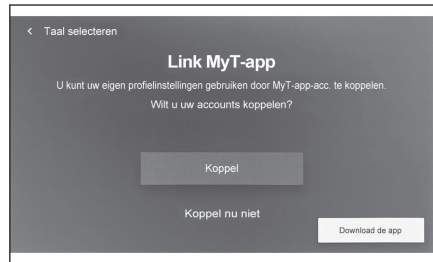 < Taal selecteren
Link MyT-app
U kunt uw eigen profielinstellingen gebruiken door MyT-app-acc. te koppelen.
Wilt u uw accounts koppelen?
Koppel
Koppel nu niet
Download de app